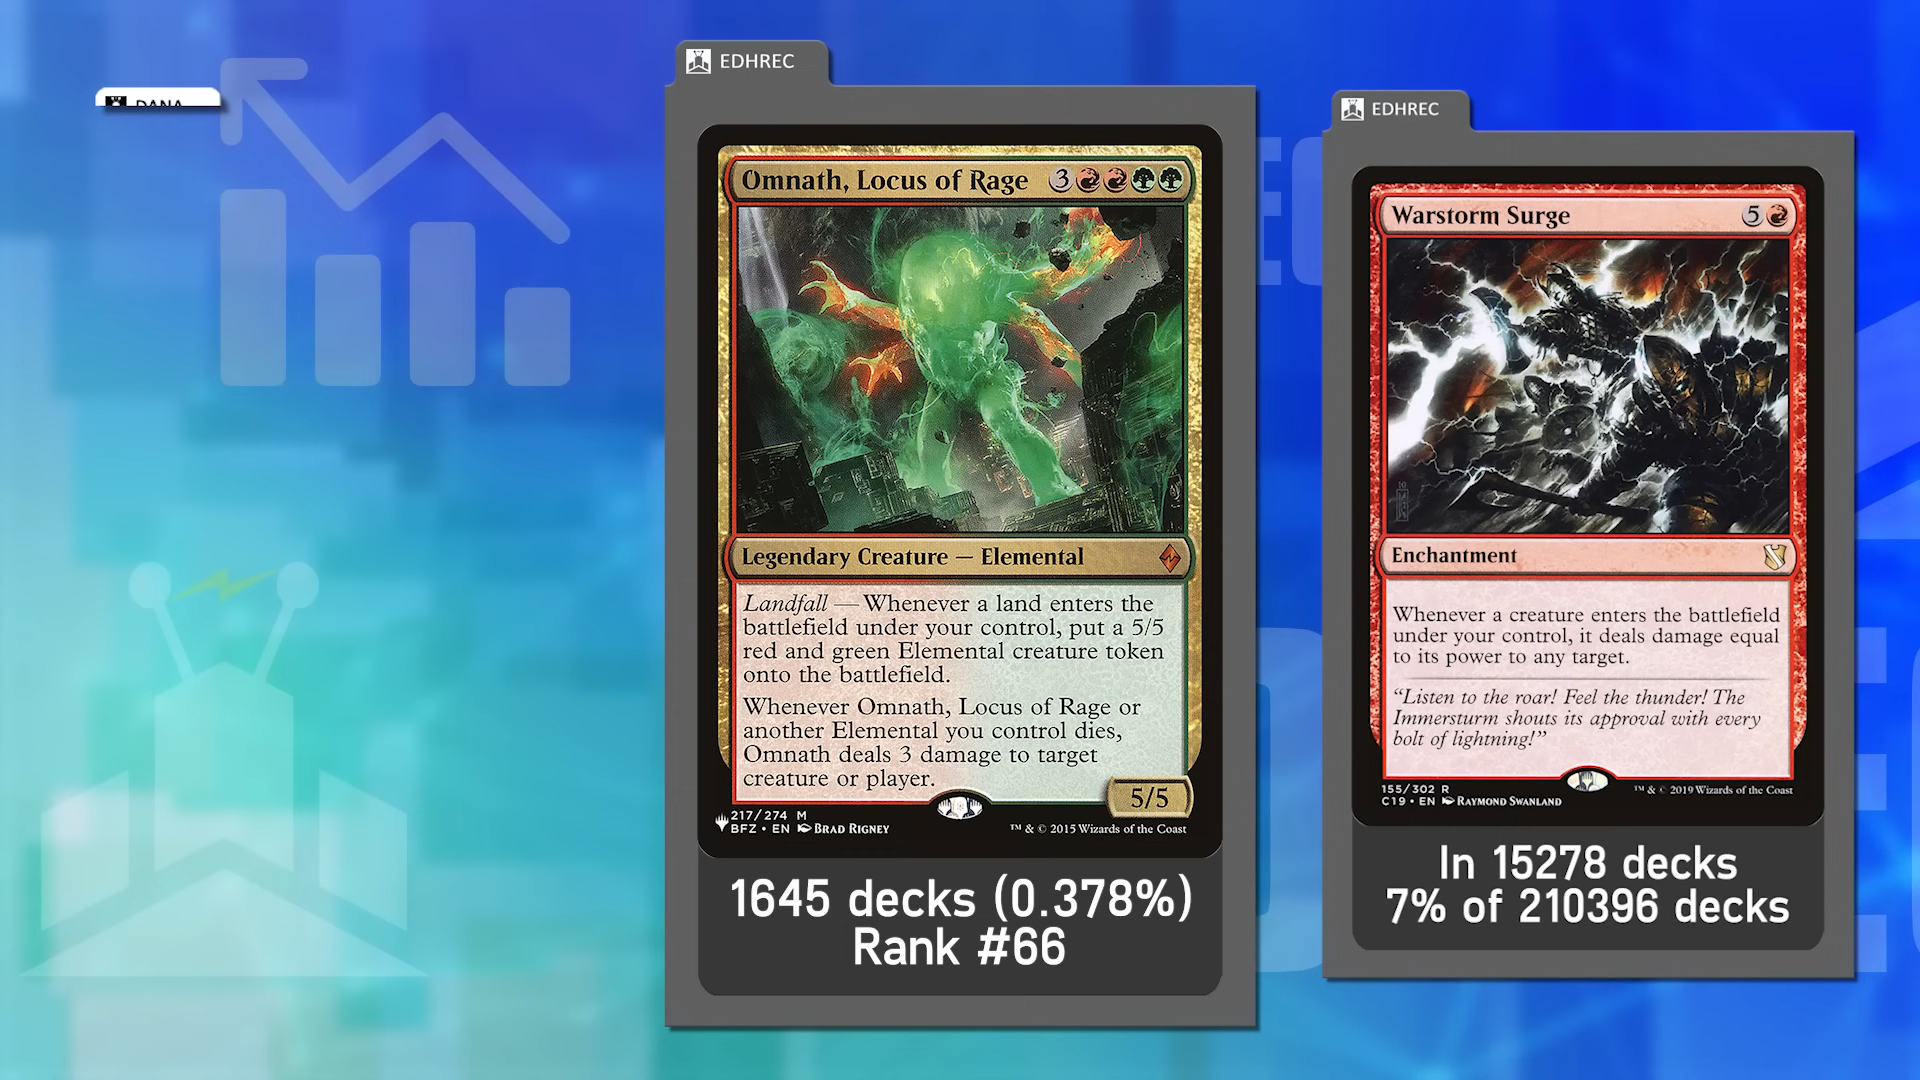 DANA
EDHREC
Omnath, Locus of Rage 3
Legendary Creature — Elemental
Landfall — Whenever a land enters the
battlefield under your control, put a 5/5
red and green Elemental creature token
onto the battlefield.
Whenever Omnath, Locus of Rage or
another Elemental you control dies,
Omnath deals 3 damage to target
creature or player.
5/5
217/274 M
BFZ • EN Brad Rigney
™ & © 2015 Wizards of the Coast
1645 decks (0.378%)
Rank #66
EDHREC
Warstorm Surge 5
Enchantment
Whenever a creature enters the battlefield
under your control, it deals damage equal
to its power to any target.
“Listen to the roar! Feel the thunder! The
Immersturm shouts its approval with every
bolt of lightning!”
155/302 R
C19 • EN Raymond Swanland
™ & © 2019 Wizards of the Coast
In 15278 decks
7% of 210396 decks